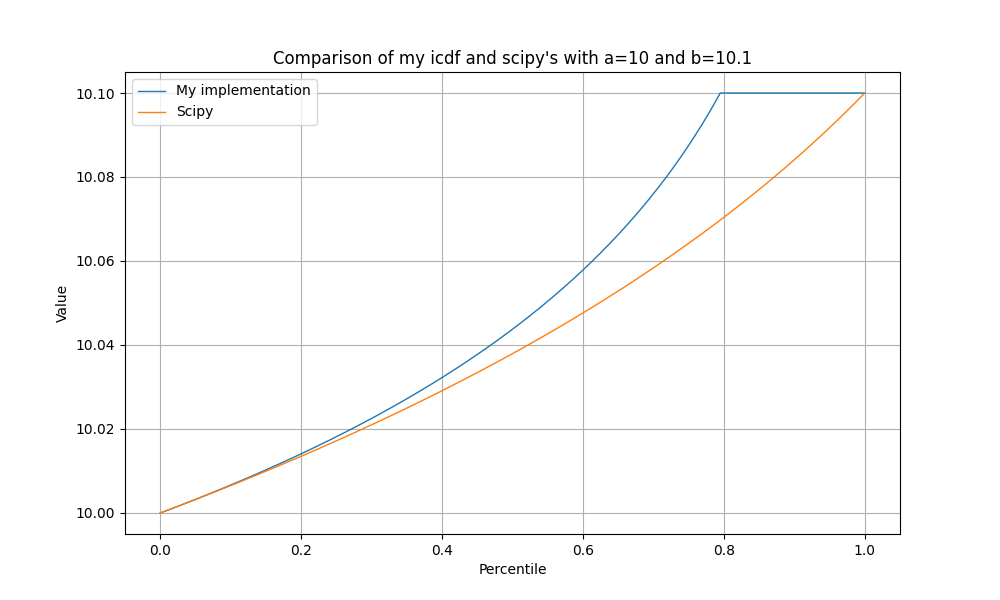 Comparison of my icdf and scipy's with a=10 and b=10.1
My implementation
Scipy
10.10
10.08
10.06
10.04
10.02
10.00
Value
0.0 0.2 0.4 0.6 0.8 1.0
Percentile